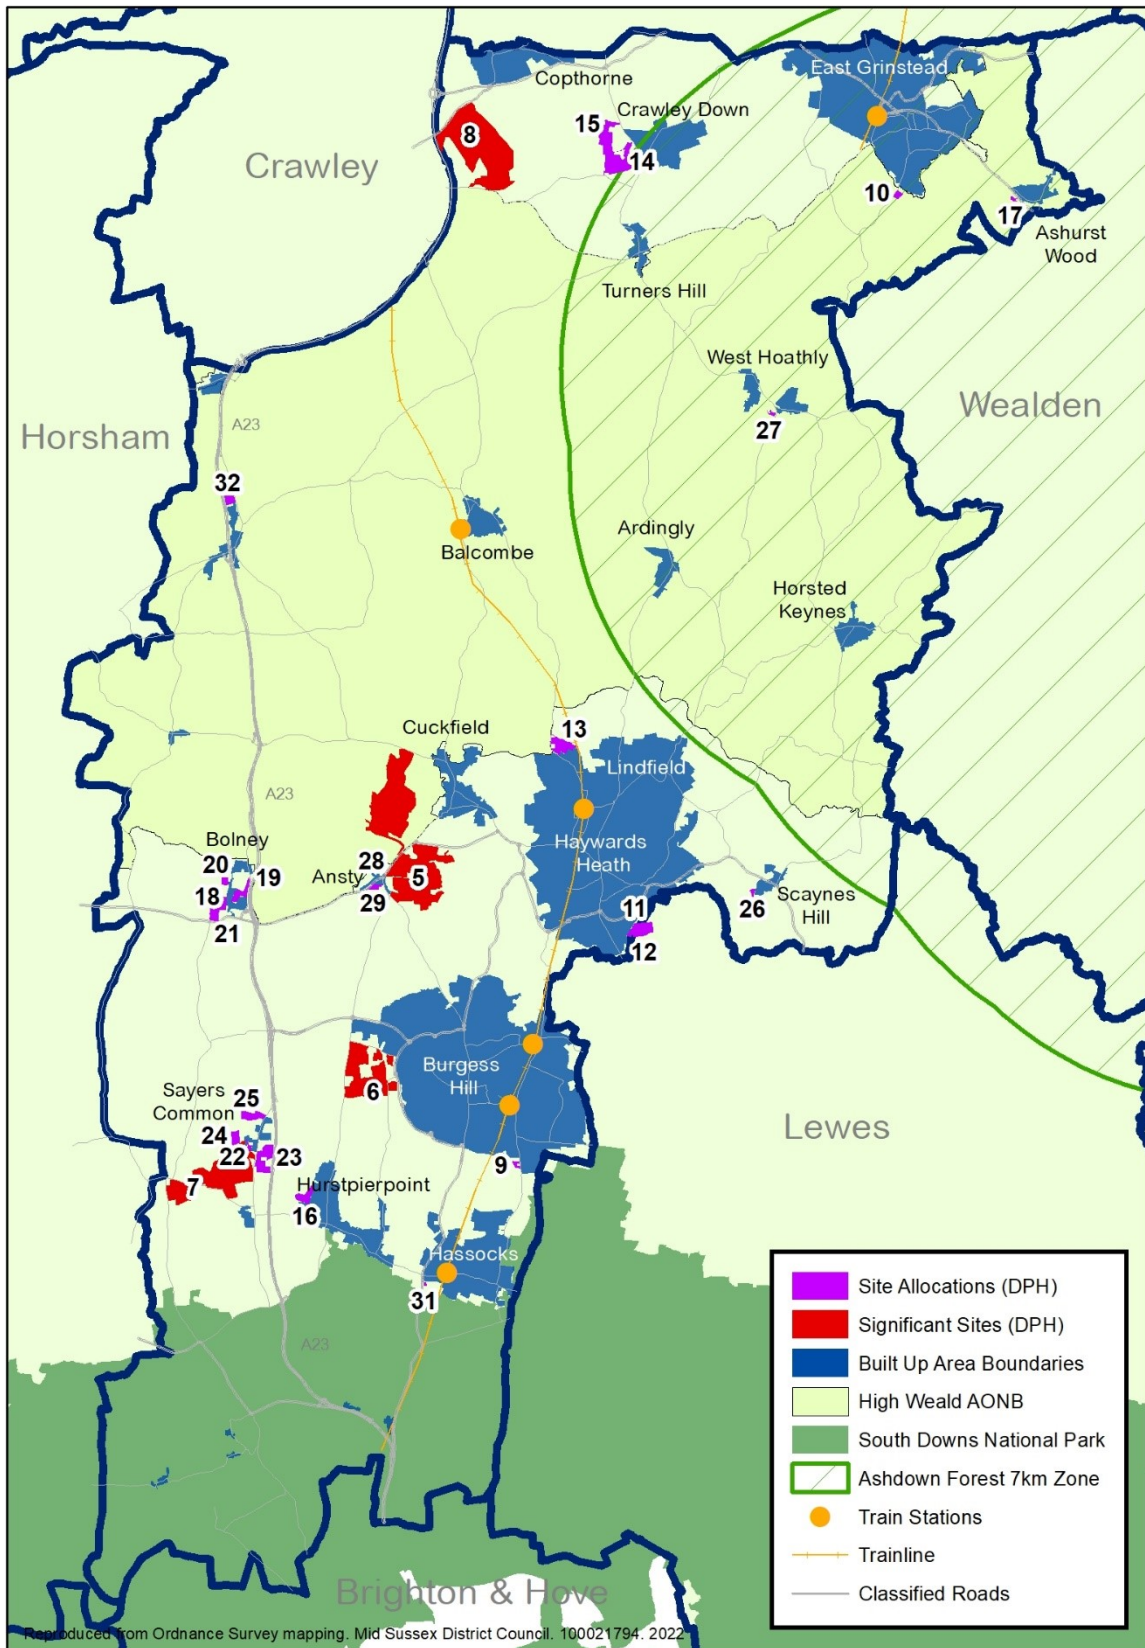 East Grinstead
Copthorne
Crawley Down
15
8
14
Crawley
10
17
Ashurst
Wood
Turners Hill
West Hoathly
Wealden
A23
27
Horsham
32
Ardingly
Balcombe
Horsted
Keynes
Cuckfield
13
Lindfield
A23
Bolney
Haywards
Heath
20
19
28
Ansty
5
18
29
26
Scaynes
Hill
11
21
12
Burgess
Hill
6
Sayers
Common
25
24
22
23
Lewes
9
7
Hurstpierpoint
16
Hassocks
31
A23
Site Allocations (DPH)
Significant Sites (DPH)
Built Up Area Boundaries
High Weald AONB
South Downs National Park
Ashdown Forest 7km Zone
Train Stations
Trainline
Classified Roads
Brighton & Hove
Reproduced from Ordnance Survey mapping. Mid Sussex District Council. 100021794. 2022